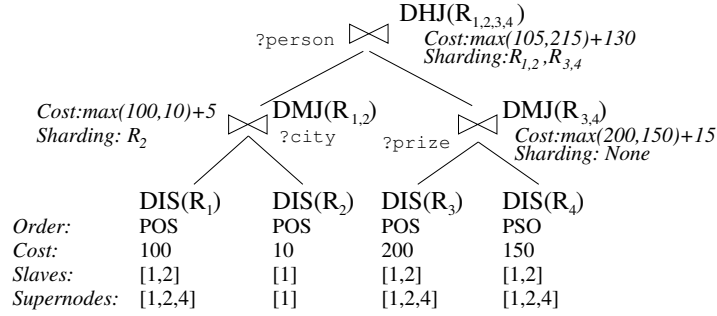 DHJ(R1,2,3,4)
?person
Cost:max(105,215)+130
Sharding:R1,2 ,R3,4
Cost:max(100,10)+5 DMJ(R1,2) DMJ(R3,4)
Sharding: R2 ?city ?prize Cost:max(200,150)+15
Sharding: None
DIS(R1) DIS(R2) DIS(R3) DIS(R4)
Order: POS POS POS PSO
Cost: 100 10 200 150
Slaves: [1,2] [1] [1,2] [1,2]
Supernodes: [1,2,4] [1] [1,2,4] [1,2,4]